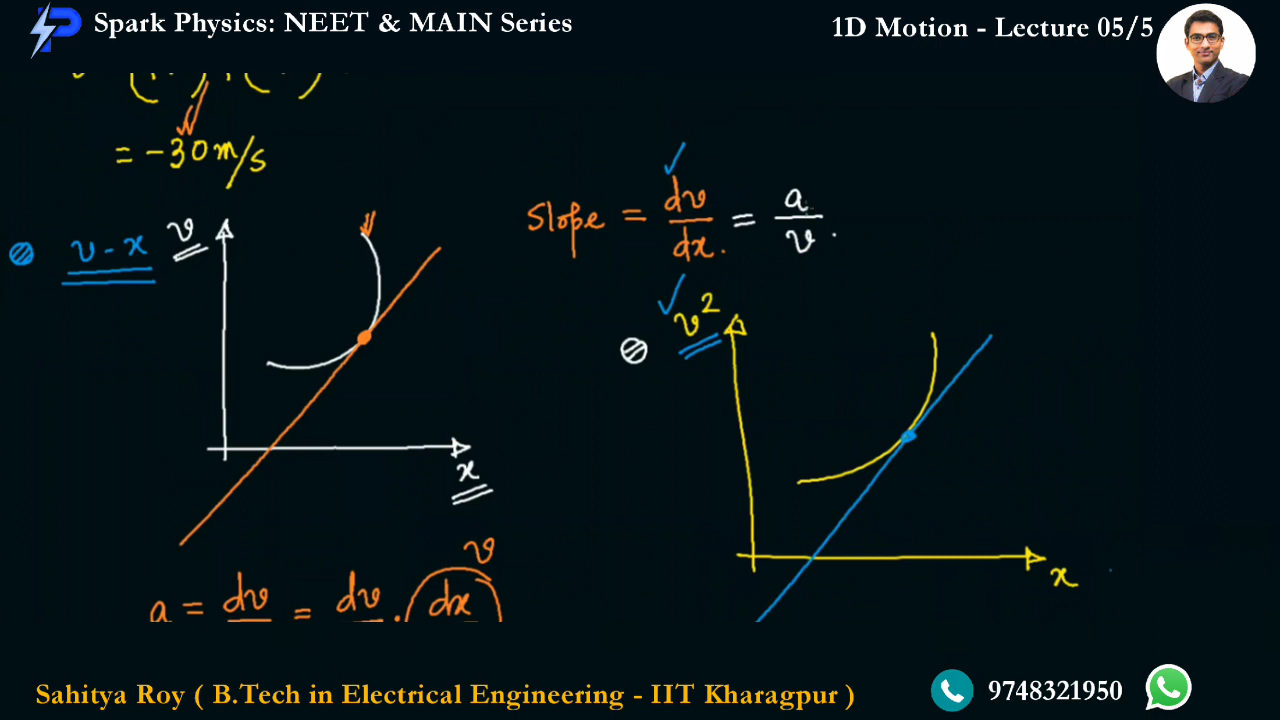 Spark Physics: NEET & MAIN Series
1D Motion - Lecture 05/5
= -30 m/s
v - x
v
x
Slope = dv/dx = a/v.
v²
x
v
a = dv = dv . dx
Sahitya Roy ( B.Tech in Electrical Engineering - IIT Kharagpur )
9748321950